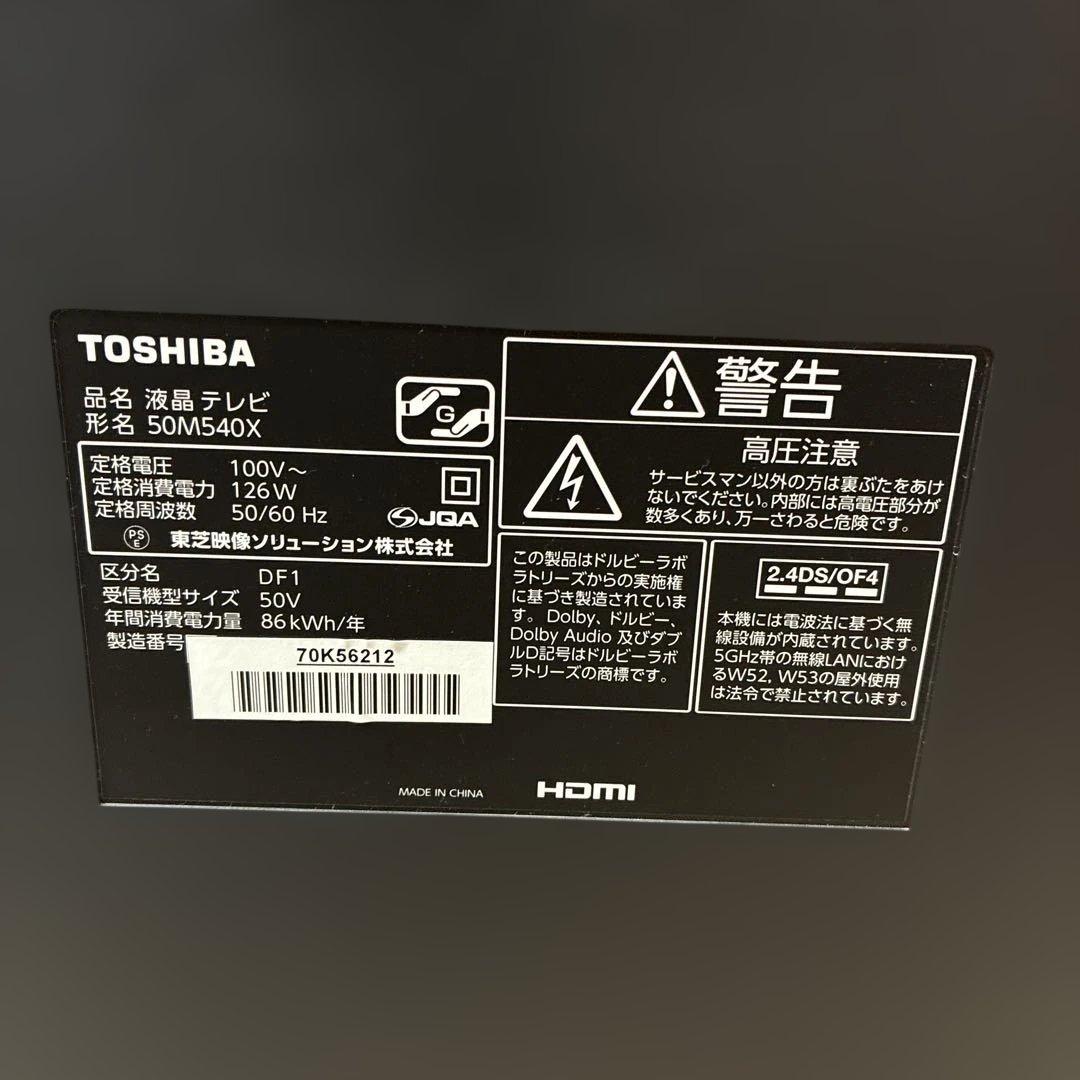 TOSHIBA
品名 液晶 テレビ
形名 50M540X
G
定格電圧 100V～
定格消費電力 126W
定格周波数 50/60 Hz
JQA
PS
E
東芝映像ソリューション株式会社
区分名 DF1
受信機型サイズ 50V
年間消費電力量 86kWh/年
製造番号
70K56212
警告
高圧注意
サービスマン以外の方は裏ぶたをあけ
ないでください。内部には高電圧部分が
数多くあり、万一さわると危険です。
この製品はドルビーラボ
ラトリーズからの実施権
に基づき製造されていま
す。Dolby、ドルビー、
Dolby Audio 及びダブ
ルD記号はドルビーラボ
ラトリーズの商標です。
2.4DS/OF4
本機には電波法に基づく無
線設備が内蔵されています。
5GHz帯の無線LANにおけ
るW52, W53の屋外使用
は法令で禁止されています。
MADE IN CHINA
HDMI